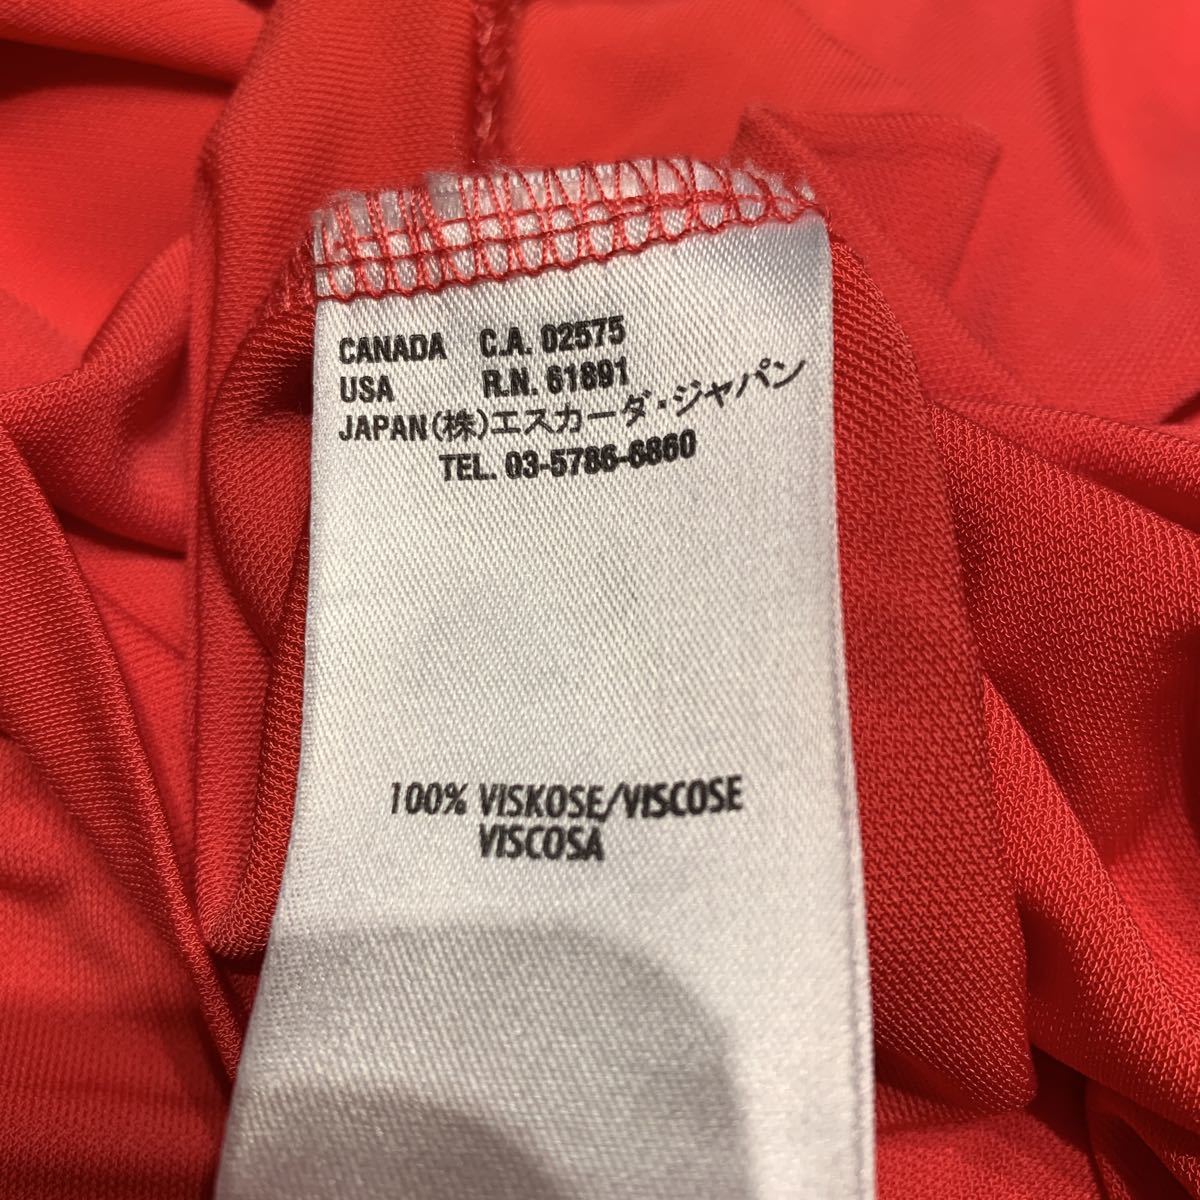 CANADA C.A. 02575
USA R.N. 61891
JAPAN(株)エスカーダ・ジャパン
TEL. 03-5786-6860
100% VISKOSE/VISCOSE
VISCOSA